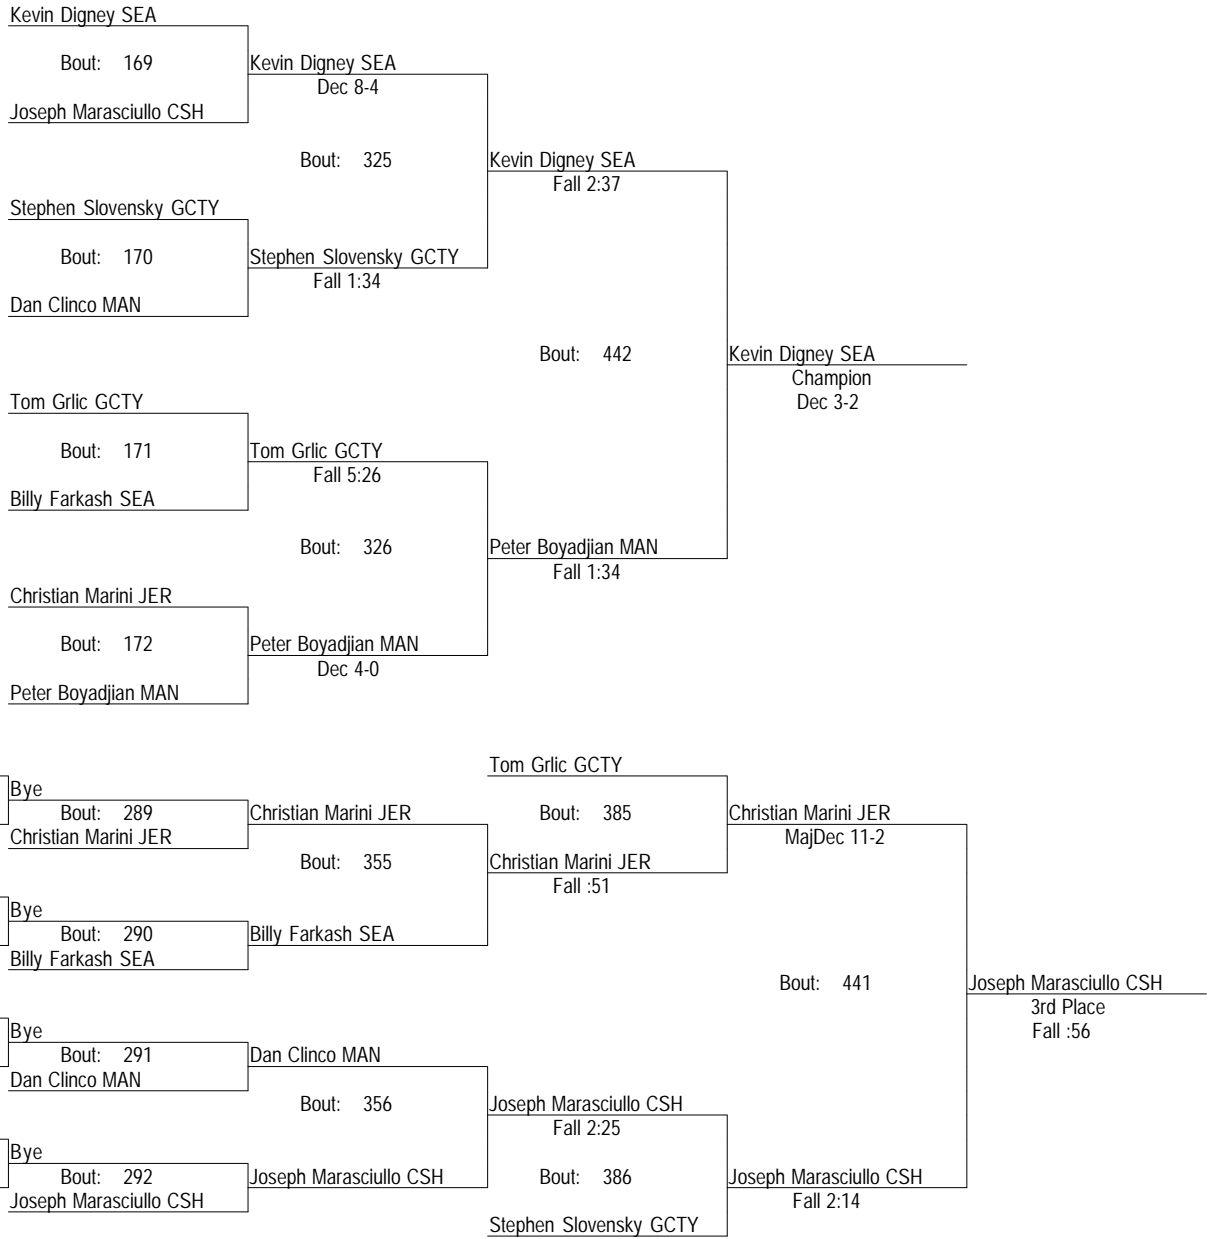 Kevin Digney SEA
Bout: 169
Kevin Digney SEA
Dec 8-4
Joseph Marasciullo CSH
Bout: 325
Kevin Digney SEA
Fall 2:37
Stephen Slovensky GCTY
Bout: 170
Stephen Slovensky GCTY
Fall 1:34
Dan Clinco MAN
Bout: 442
Kevin Digney SEA
Champion
Dec 3-2
Tom Grlic GCTY
Bout: 171
Tom Grlic GCTY
Fall 5:26
Billy Farkash SEA
Bout: 326
Peter Boyadjian MAN
Fall 1:34
Christian Marini JER
Bout: 172
Peter Boyadjian MAN
Dec 4-0
Peter Boyadjian MAN
Tom Grlic GCTY
Bye
Bout: 289
Christian Marini JER
Bout: 385
Christian Marini JER
MajDec 11-2
Christian Marini JER
Bout: 355
Christian Marini JER
Fall :51
Bye
Bout: 290
Billy Farkash SEA
Billy Farkash SEA
Bout: 441
Joseph Marasciullo CSH
3rd Place
Fall :56
Bye
Bout: 291
Dan Clinco MAN
Dan Clinco MAN
Bout: 356
Joseph Marasciullo CSH
Fall 2:25
Bye
Bout: 292
Joseph Marasciullo CSH
Bout: 386
Joseph Marasciullo CSH
Fall 2:14
Joseph Marasciullo CSH
Stephen Slovensky GCTY